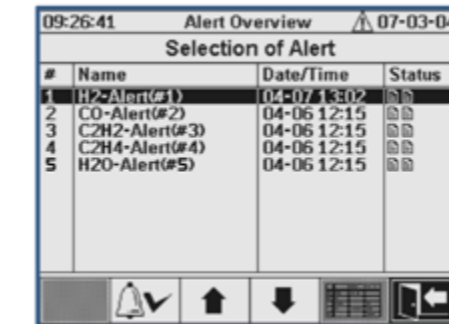 09:26:41 Alert Overview 07-03-04
Selection of Alert
# Name Date/Time Status
1 H2-Alert(#1) 04-07 13:02
2 CO-Alert(#2) 04-06 12:15
3 C2H2-Alert(#3) 04-06 12:15
4 C2H4-Alert(#4) 04-06 12:15
5 H2O-Alert(#5) 04-06 12:15